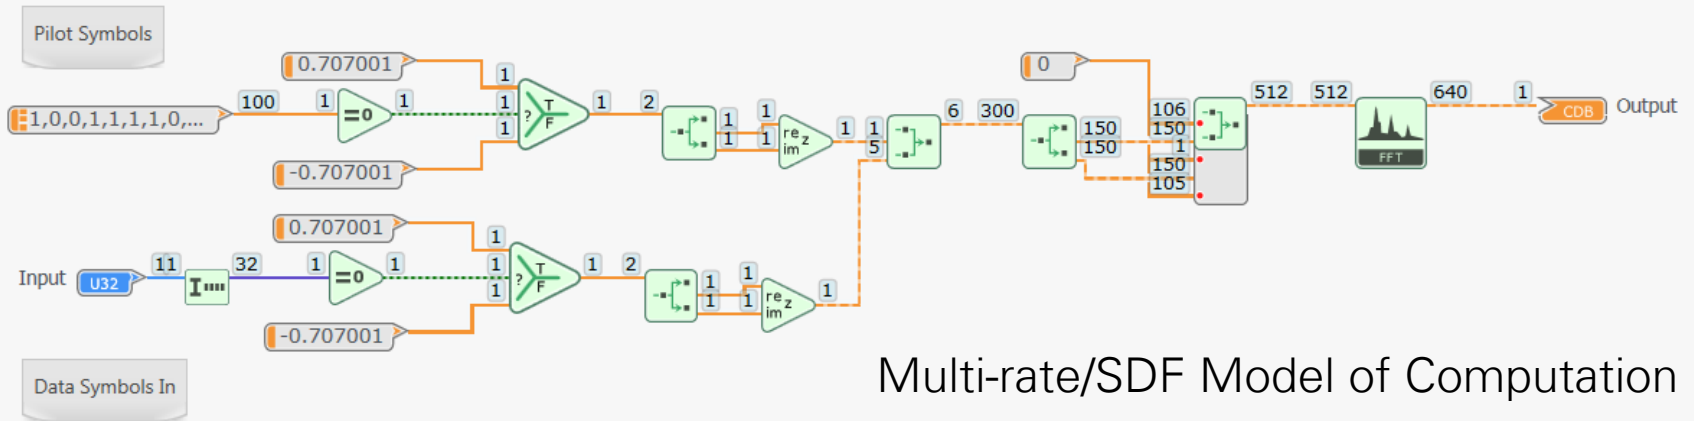 Pilot Symbols
0.707001
1,0,0,1,1,1,1,0,...
100
1
=0
1
1
1
1
?
T
F
1
2
-0.707001
1
1
1
1
re
im
z
1
1
5
6
300
150
150
0
106
150
1
150
105
512
512
FFT
640
1
CDB
Output
0.707001
Input
U32
11
32
1
=0
1
1
1
1
?
T
F
1
2
-0.707001
1
1
1
1
re
im
z
1
Data Symbols In
Multi-rate/SDF Model of Computation